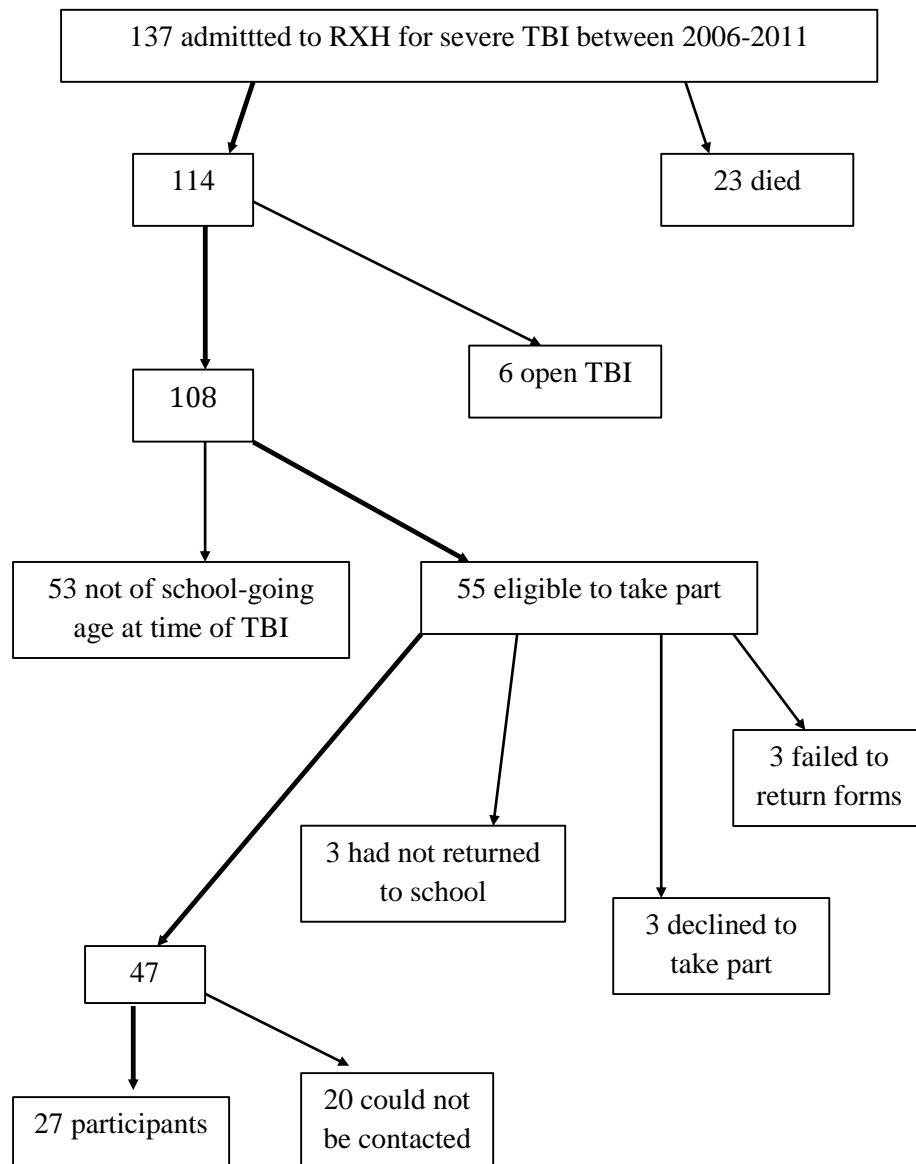 137 admittted to RXH for severe TBI between 2006-2011
114
23 died
6 open TBI
108
53 not of school-going
age at time of TBI
55 eligible to take part
3 failed to
return forms
3 had not returned
to school
3 declined to
take part
47
27 participants
20 could not
be contacted